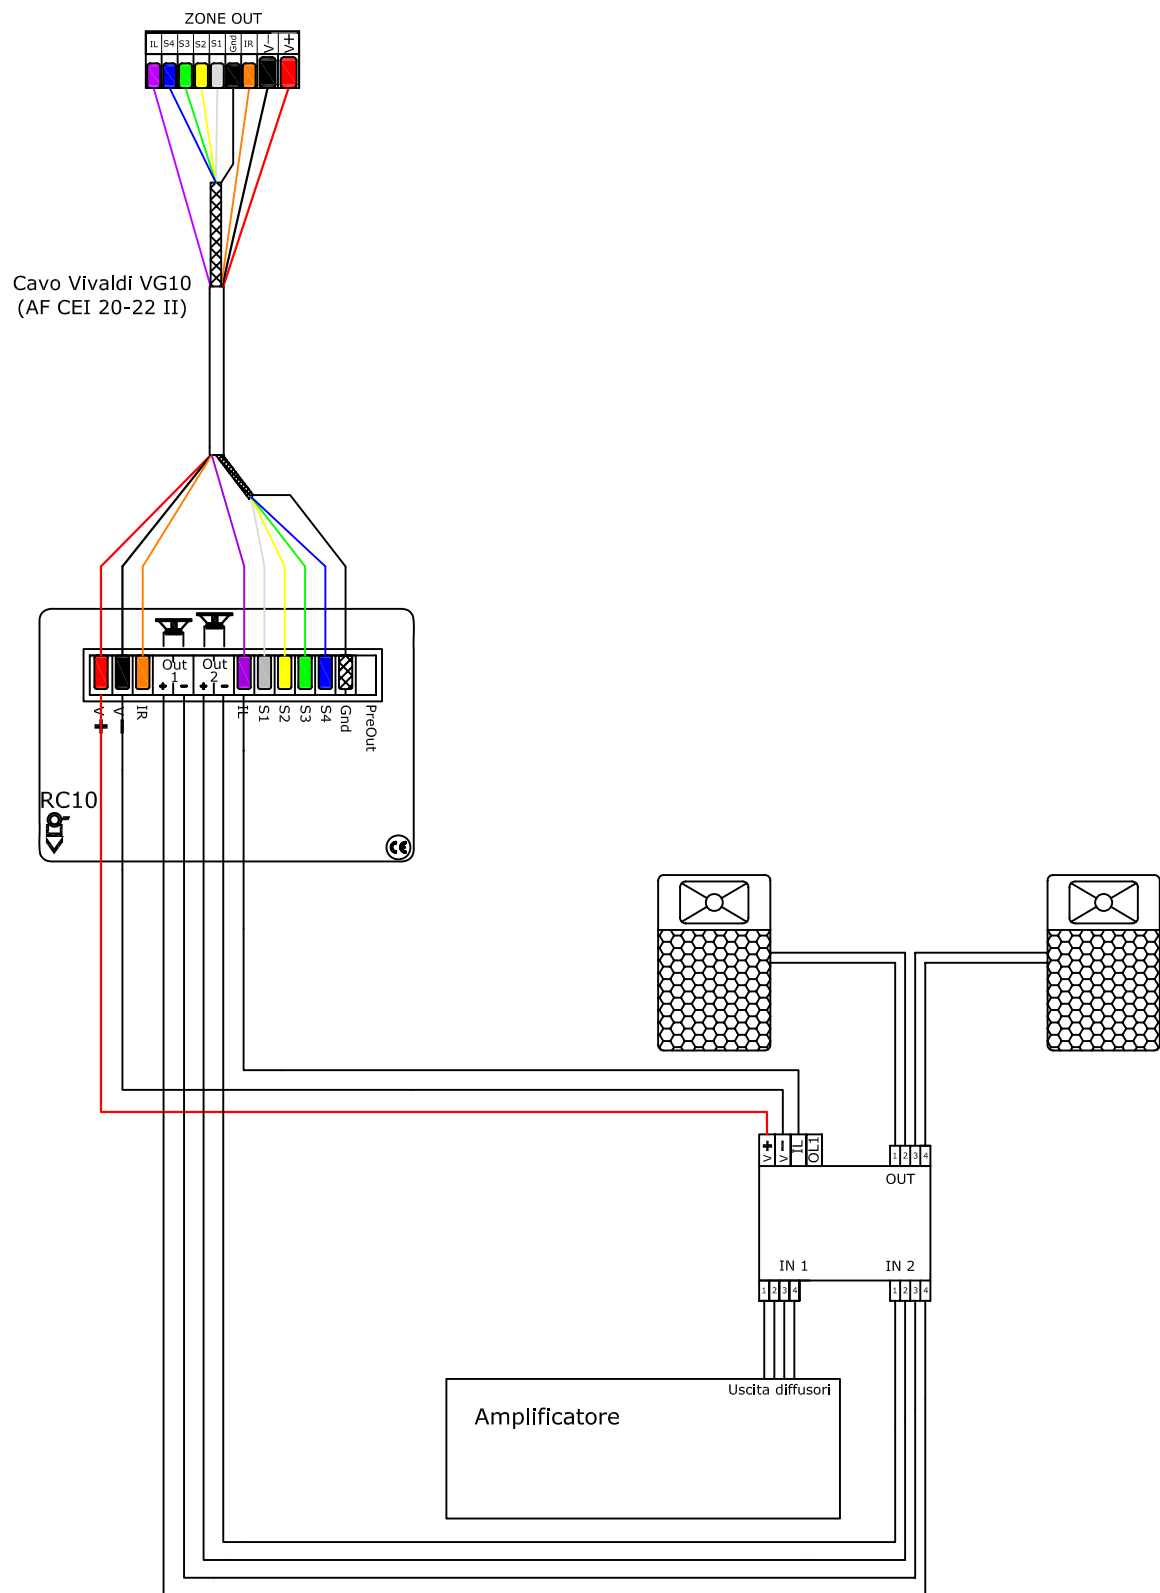 ZONE OUT
IL S4 S3 S2 S1 Gnd IR V- V+
Cavo Vivaldi VG10
(AF CEI 20-22 II)
Out Out
1 2
+ - + -
V+ V- IR IL S1 S2 S3 S4 Gnd PreOut
RC10
CE
V+ V- IL OL1
1 2 3 4
OUT
IN 1 IN 2
1 2 3 4 1 2 3 4
Uscita diffusori
Amplificatore